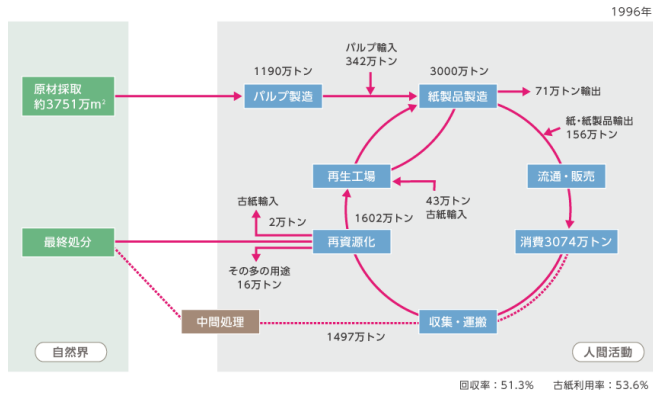 1996年
パルプ輸入
342万トン
原材採取
約3751万m²
1190万トン
パルプ製造
3000万トン
紙製品製造
71万トン輸出
紙・紙製品輸出
156万トン
再生工場
流通・販売
43万トン
古紙輸入
古紙輸入
2万トン
1602万トン
最終処分
再資源化
消費3074万トン
その多の用途
16万トン
中間処理
収集・運搬
1497万トン
自然界
人間活動
回収率：51.3%　古紙利用率：53.6%